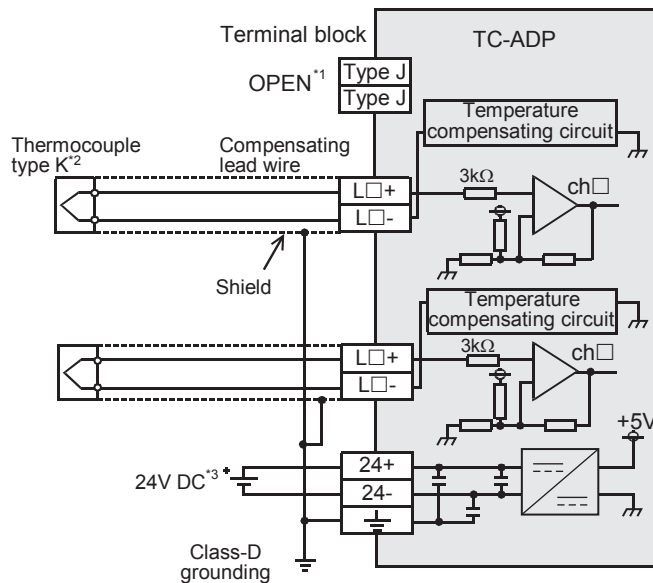 Terminal block
TC-ADP
OPEN*1
Type J
Type J
Temperature
compensating circuit
Thermocouple
type K*2
Compensating
lead wire
L□+
L□-
3kΩ
ch□
Shield
Temperature
compensating circuit
L□+
L□-
3kΩ
ch□
+5V
24V DC*3
+
24+
24-
Class-D
grounding